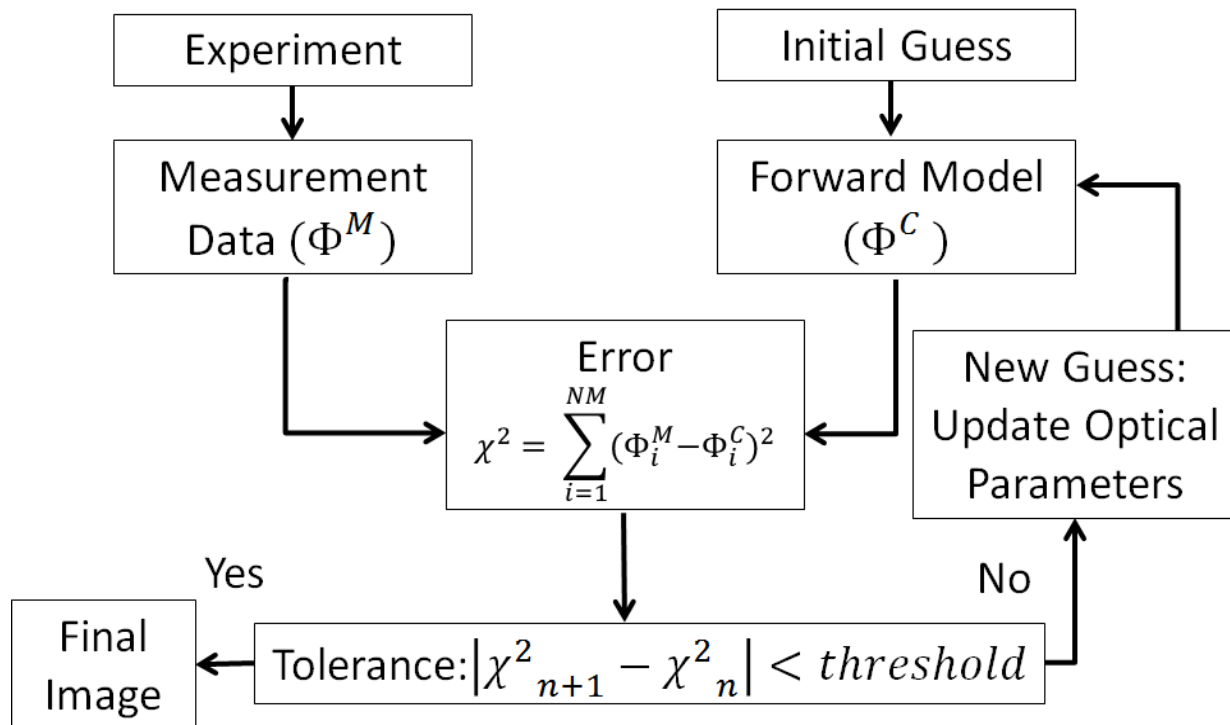 Experiment
Initial Guess
Measurement
Data (Φ^M)
Forward Model
(Φ^C )
Error
χ² = ∑_{i=1}^{NM} (Φ_i^M−Φ_i^C)²
New Guess:
Update Optical
Parameters
Yes
No
Final
Image
Tolerance:|χ²_{n+1} − χ²_n| < threshold